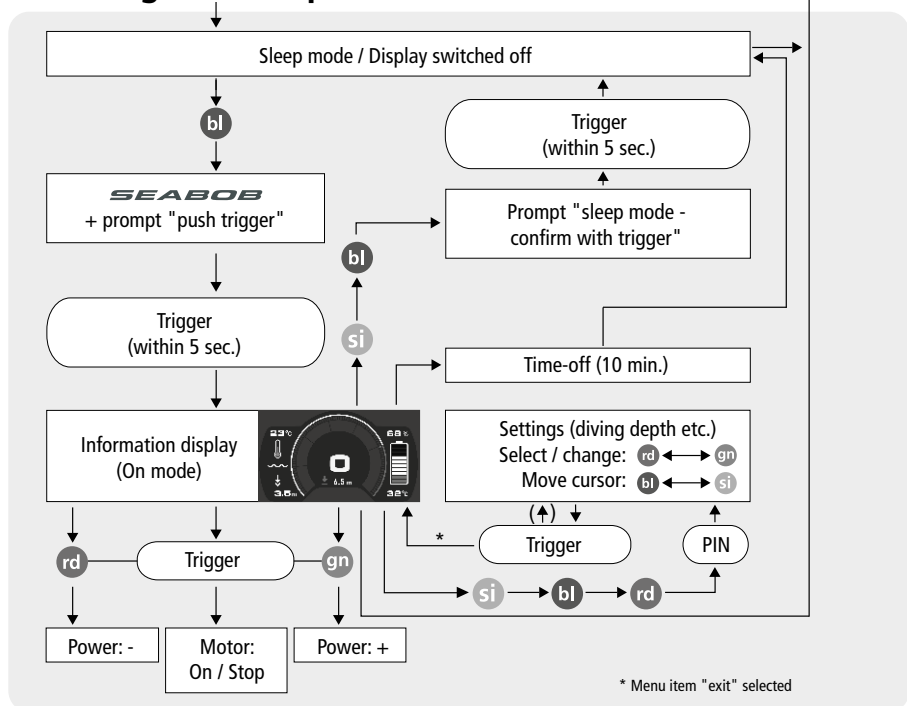 Sleep mode / Display switched off
bl
Trigger
(within 5 sec.)
SEABOB
+ prompt "push trigger"
Prompt "sleep mode -
confirm with trigger"
bl
Trigger
(within 5 sec.)
si
Time-off (10 min.)
Information display
(On mode)
23°c
68%
0
6.5 m
3.5m
32°c
Settings (diving depth etc.)
Select / change: rd gn
Move cursor: bl si
( )
*
Trigger
PIN
rd
Trigger
gn
si
bl
rd
Power: -
Motor:
On / Stop
Power: +
* Menu item "exit" selected